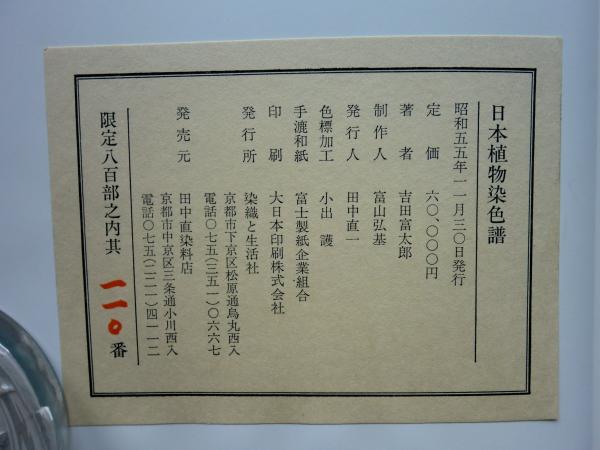 日本植物染色譜
昭和五五年一一月三〇日発行
定価 六〇、〇〇〇円
著者 吉田富太郎
制作人 富山弘基
発行人 田中直一
色標加工 小出護
手漉和紙 富士製紙企業組合
印刷 大日本印刷株式会社
発行所 染織と生活社
京都市下京区松原通烏丸西入
電話〇七五(三五一)〇六六七
発売元 田中直染料店
京都市中京区三条通小川西入
電話〇七五(二二一)四一一二
限定八百部之内其 一一〇番